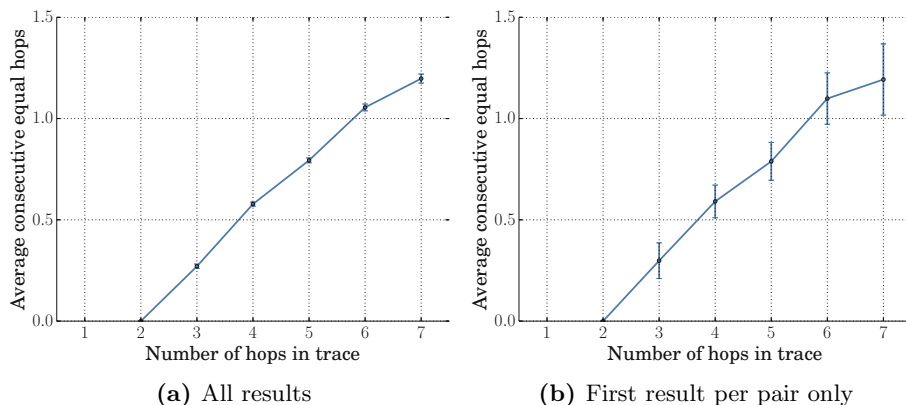 Average consecutive equal hops
1.5
1.0
0.5
0.0
1 2 3 4 5 6 7
Number of hops in trace
(a) All results
Average consecutive equal hops
1.5
1.0
0.5
0.0
1 2 3 4 5 6 7
Number of hops in trace
(b) First result per pair only